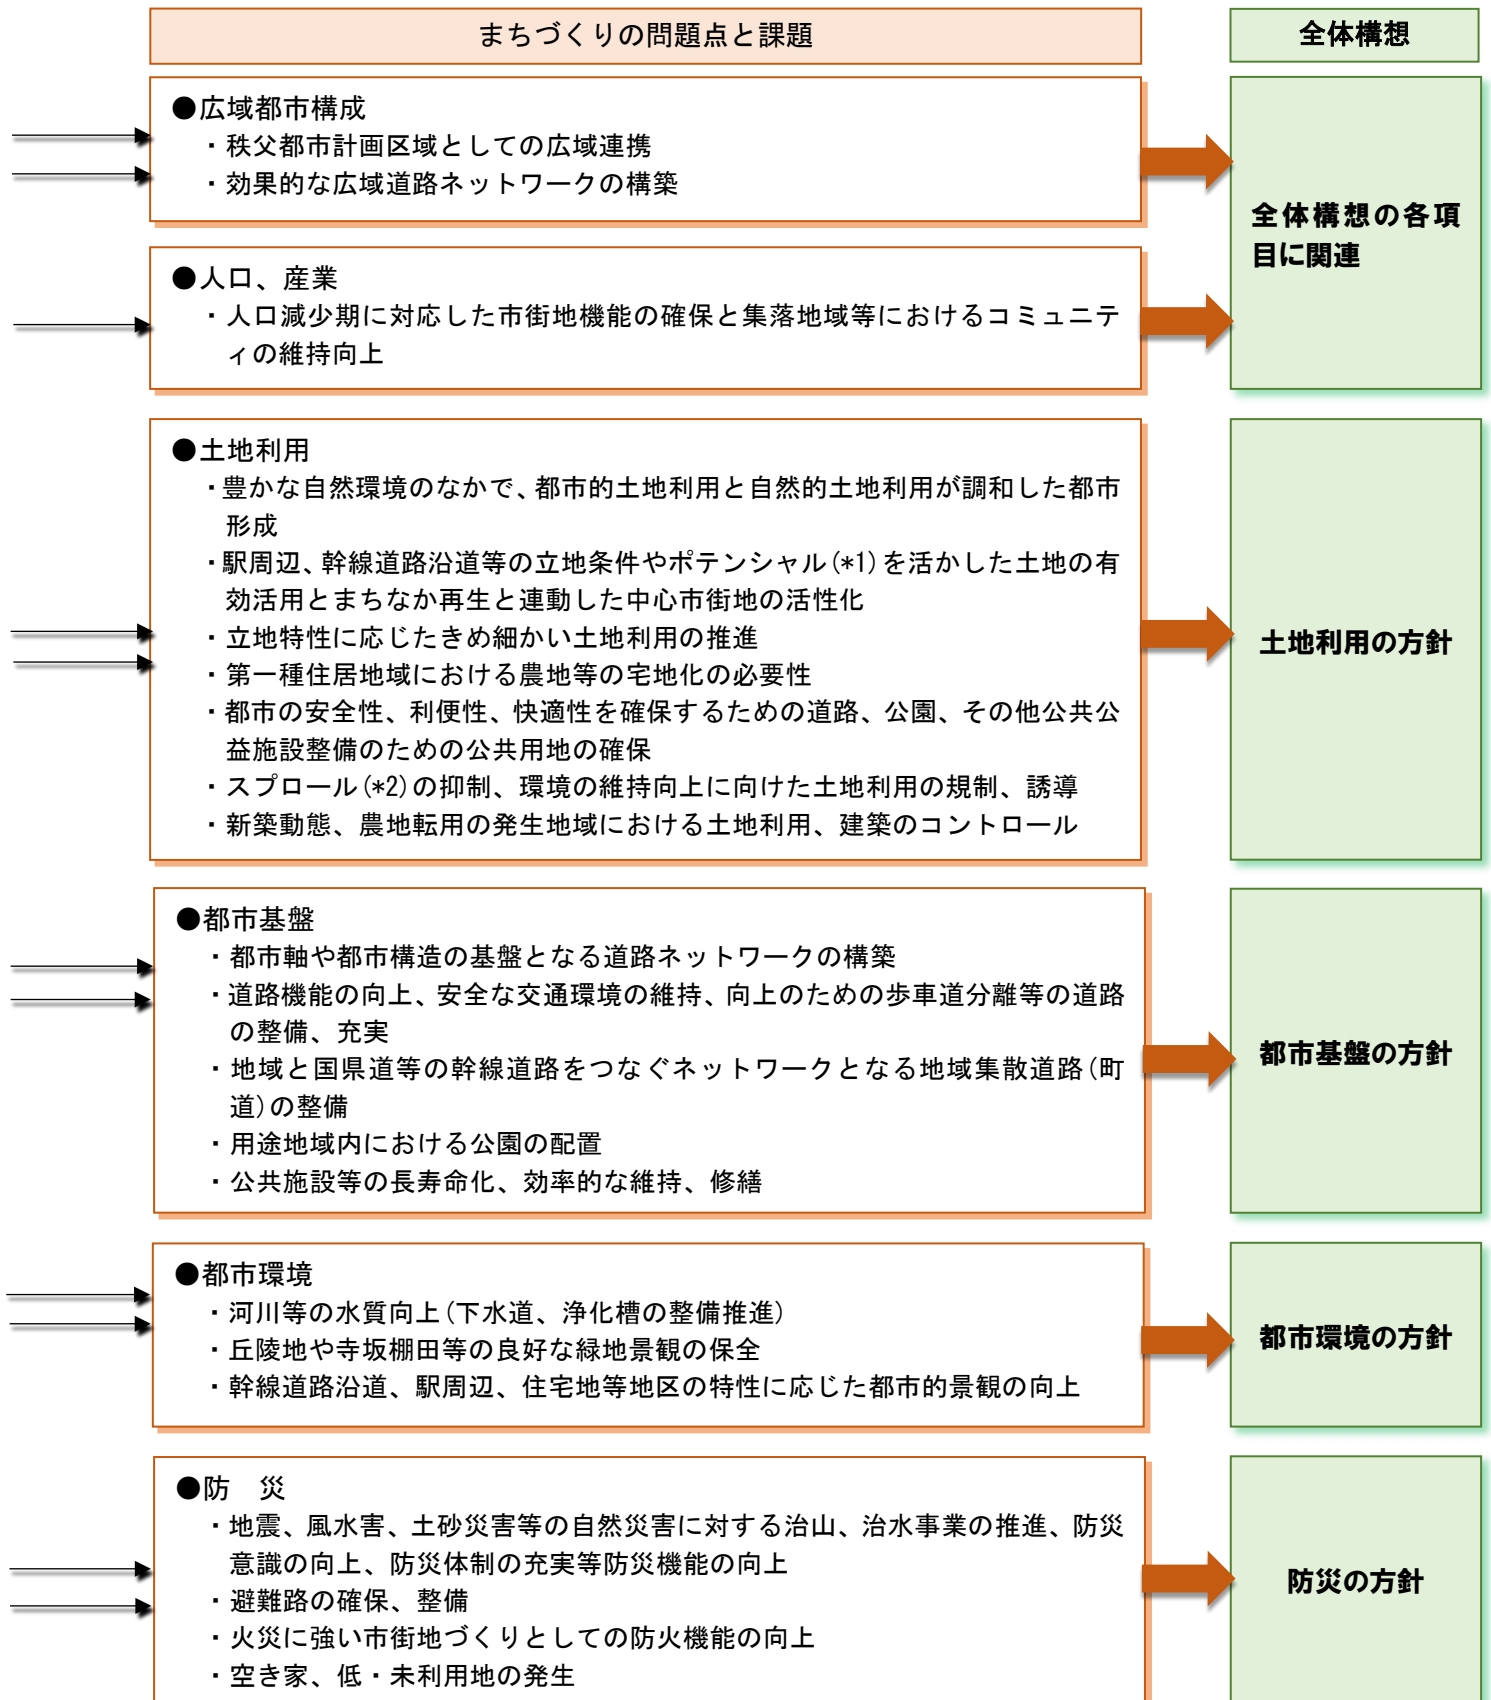 まちづくりの問題点と課題
全体構想
●広域都市構成
・秩父都市計画区域としての広域連携
・効果的な広域道路ネットワークの構築
●人口、産業
・人口減少期に対応した市街地機能の確保と集落地域等におけるコミュニテ
ィの維持向上
全体構想の各項
目に関連
●土地利用
・豊かな自然環境のなかで、都市的土地利用と自然的土地利用が調和した都市
形成
・駅周辺、幹線道路沿道等の立地条件やポテンシャル(*1)を活かした土地の有
効活用とまちなか再生と連動した中心市街地の活性化
・立地特性に応じたきめ細かい土地利用の推進
・第一種住居地域における農地等の宅地化の必要性
・都市の安全性、利便性、快適性を確保するための道路、公園、その他公共公
益施設整備のための公共用地の確保
・スプロール(*2)の抑制、環境の維持向上に向けた土地利用の規制、誘導
・新築動態、農地転用の発生地域における土地利用、建築のコントロール
土地利用の方針
●都市基盤
・都市軸や都市構造の基盤となる道路ネットワークの構築
・道路機能の向上、安全な交通環境の維持、向上のための歩車道分離等の道路
の整備、充実
・地域と国県道等の幹線道路をつなぐネットワークとなる地域集散道路(町
道)の整備
・用途地域内における公園の配置
・公共施設等の長寿命化、効率的な維持、修繕
都市基盤の方針
●都市環境
・河川等の水質向上(下水道、浄化槽の整備推進)
・丘陵地や寺坂棚田等の良好な緑地景観の保全
・幹線道路沿道、駅周辺、住宅地等地区の特性に応じた都市的景観の向上
都市環境の方針
●防　災
・地震、風水害、土砂災害等の自然災害に対する治山、治水事業の推進、防災
意識の向上、防災体制の充実等防災機能の向上
・避難路の確保、整備
・火災に強い市街地づくりとしての防火機能の向上
・空き家、低・未利用地の発生
防災の方針